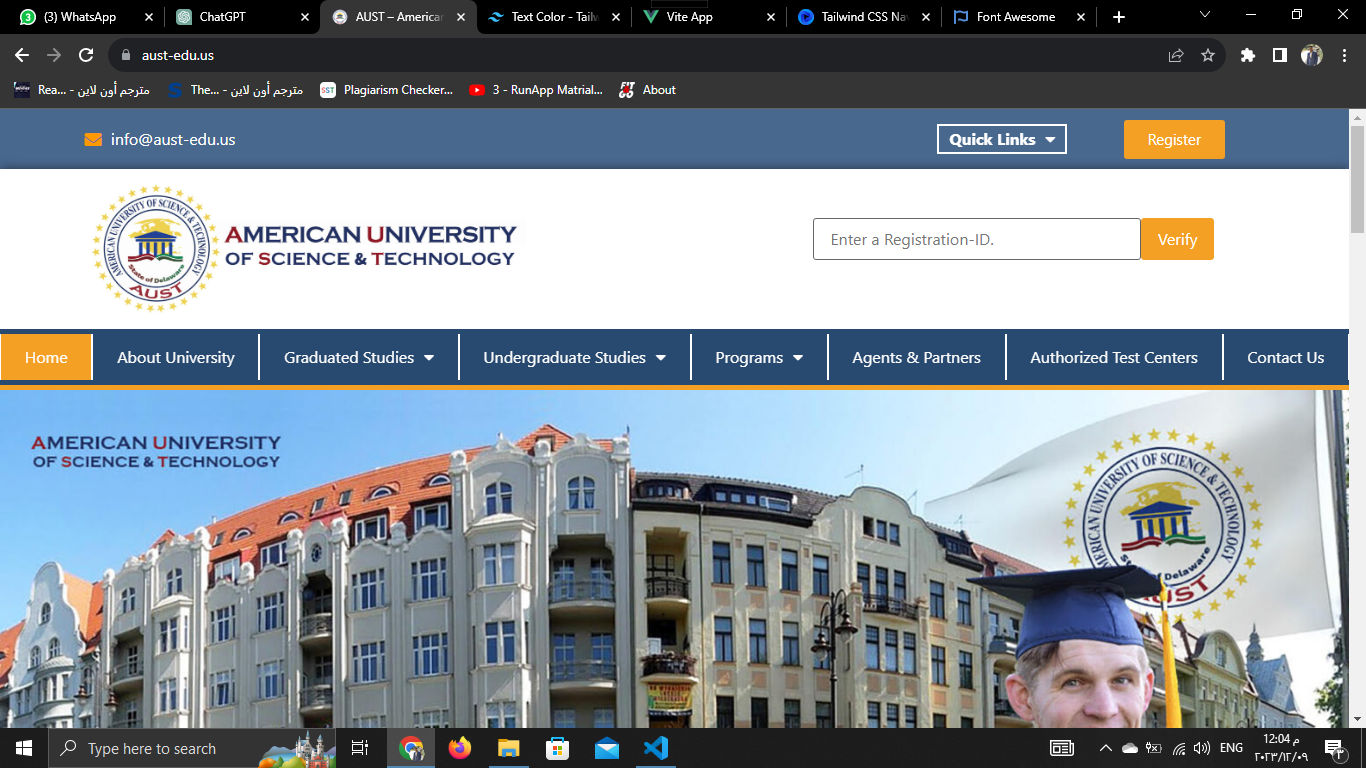 (3) WhatsApp
ChatGPT
AUST – American
Text Color - Tailw
Vite App
Tailwind CSS Nav
Font Awesome
aust-edu.us
Rea... - مترجم أون لاين
The... - مترجم أون لاين
SST
Plagiarism Checker...
3 - RunApp Matrial...
About
info@aust-edu.us
Quick Links
Register
AMERICAN UNIVERSITY OF SCIENCE & TECHNOLOGY
State of Delaware
AUST
AMERICAN UNIVERSITY
OF SCIENCE & TECHNOLOGY
Enter a Registration-ID.
Verify
Home
About University
Graduated Studies
Undergraduate Studies
Programs
Agents & Partners
Authorized Test Centers
Contact Us
AMERICAN UNIVERSITY
OF SCIENCE & TECHNOLOGY
AMERICAN UNIVERSITY OF SCIENCE & TECHNOLOGY
State of Delaware
AUST
DO WYNAJĘCIA
Type here to search
ENG
12:04 م
٢٠٢٣/١٢/٠٩
٣